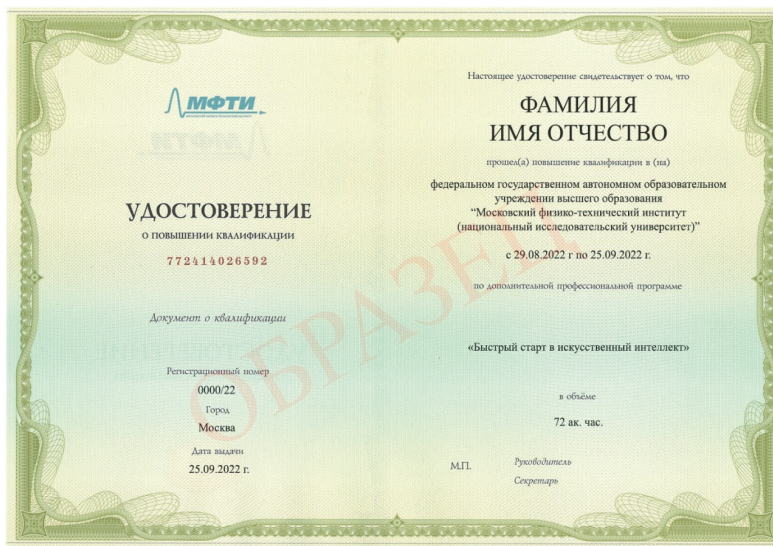 МФТИ
УДОСТОВЕРЕНИЕ
О ПОВЫШЕНИИ КВАЛИФИКАЦИИ
772414026592
Документ о квалификации
Регистрационный номер
0000/22
Город
Москва
Дата выдачи
25.09.2022 г.
Настоящее удостоверение свидетельствует о том, что
ФАМИЛИЯ
ИМЯ ОТЧЕСТВО
прошел(а) повышение квалификации в (на)
федеральном государственном автономном образовательном
учреждении высшего образования
“Московский физико-технический институт
(национальный исследовательский университет)”
с 29.08.2022 г по 25.09.2022 г.
по дополнительной профессиональной программе
«Быстрый старт в искусственный интеллект»
в объёме
72 ак. час.
М.П.
Руководитель
Секретарь
ОБРАЗЕЦ